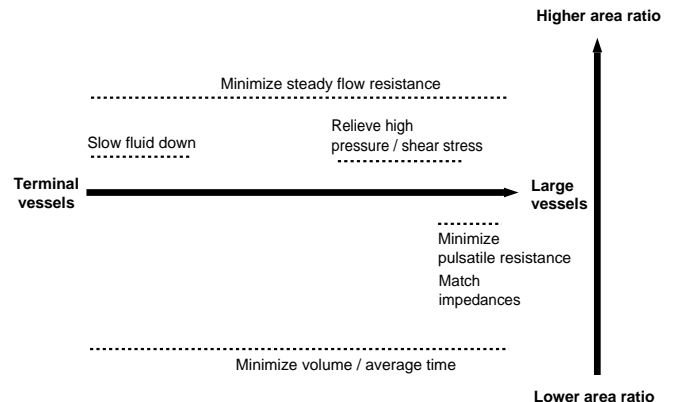 Higher area ratio
Minimize steady flow resistance
Relieve high
pressure / shear stress
Slow fluid down
Terminal
vessels
Large
vessels
Minimize
pulsatile resistance
Match
impedances
Minimize volume / average time
Lower area ratio